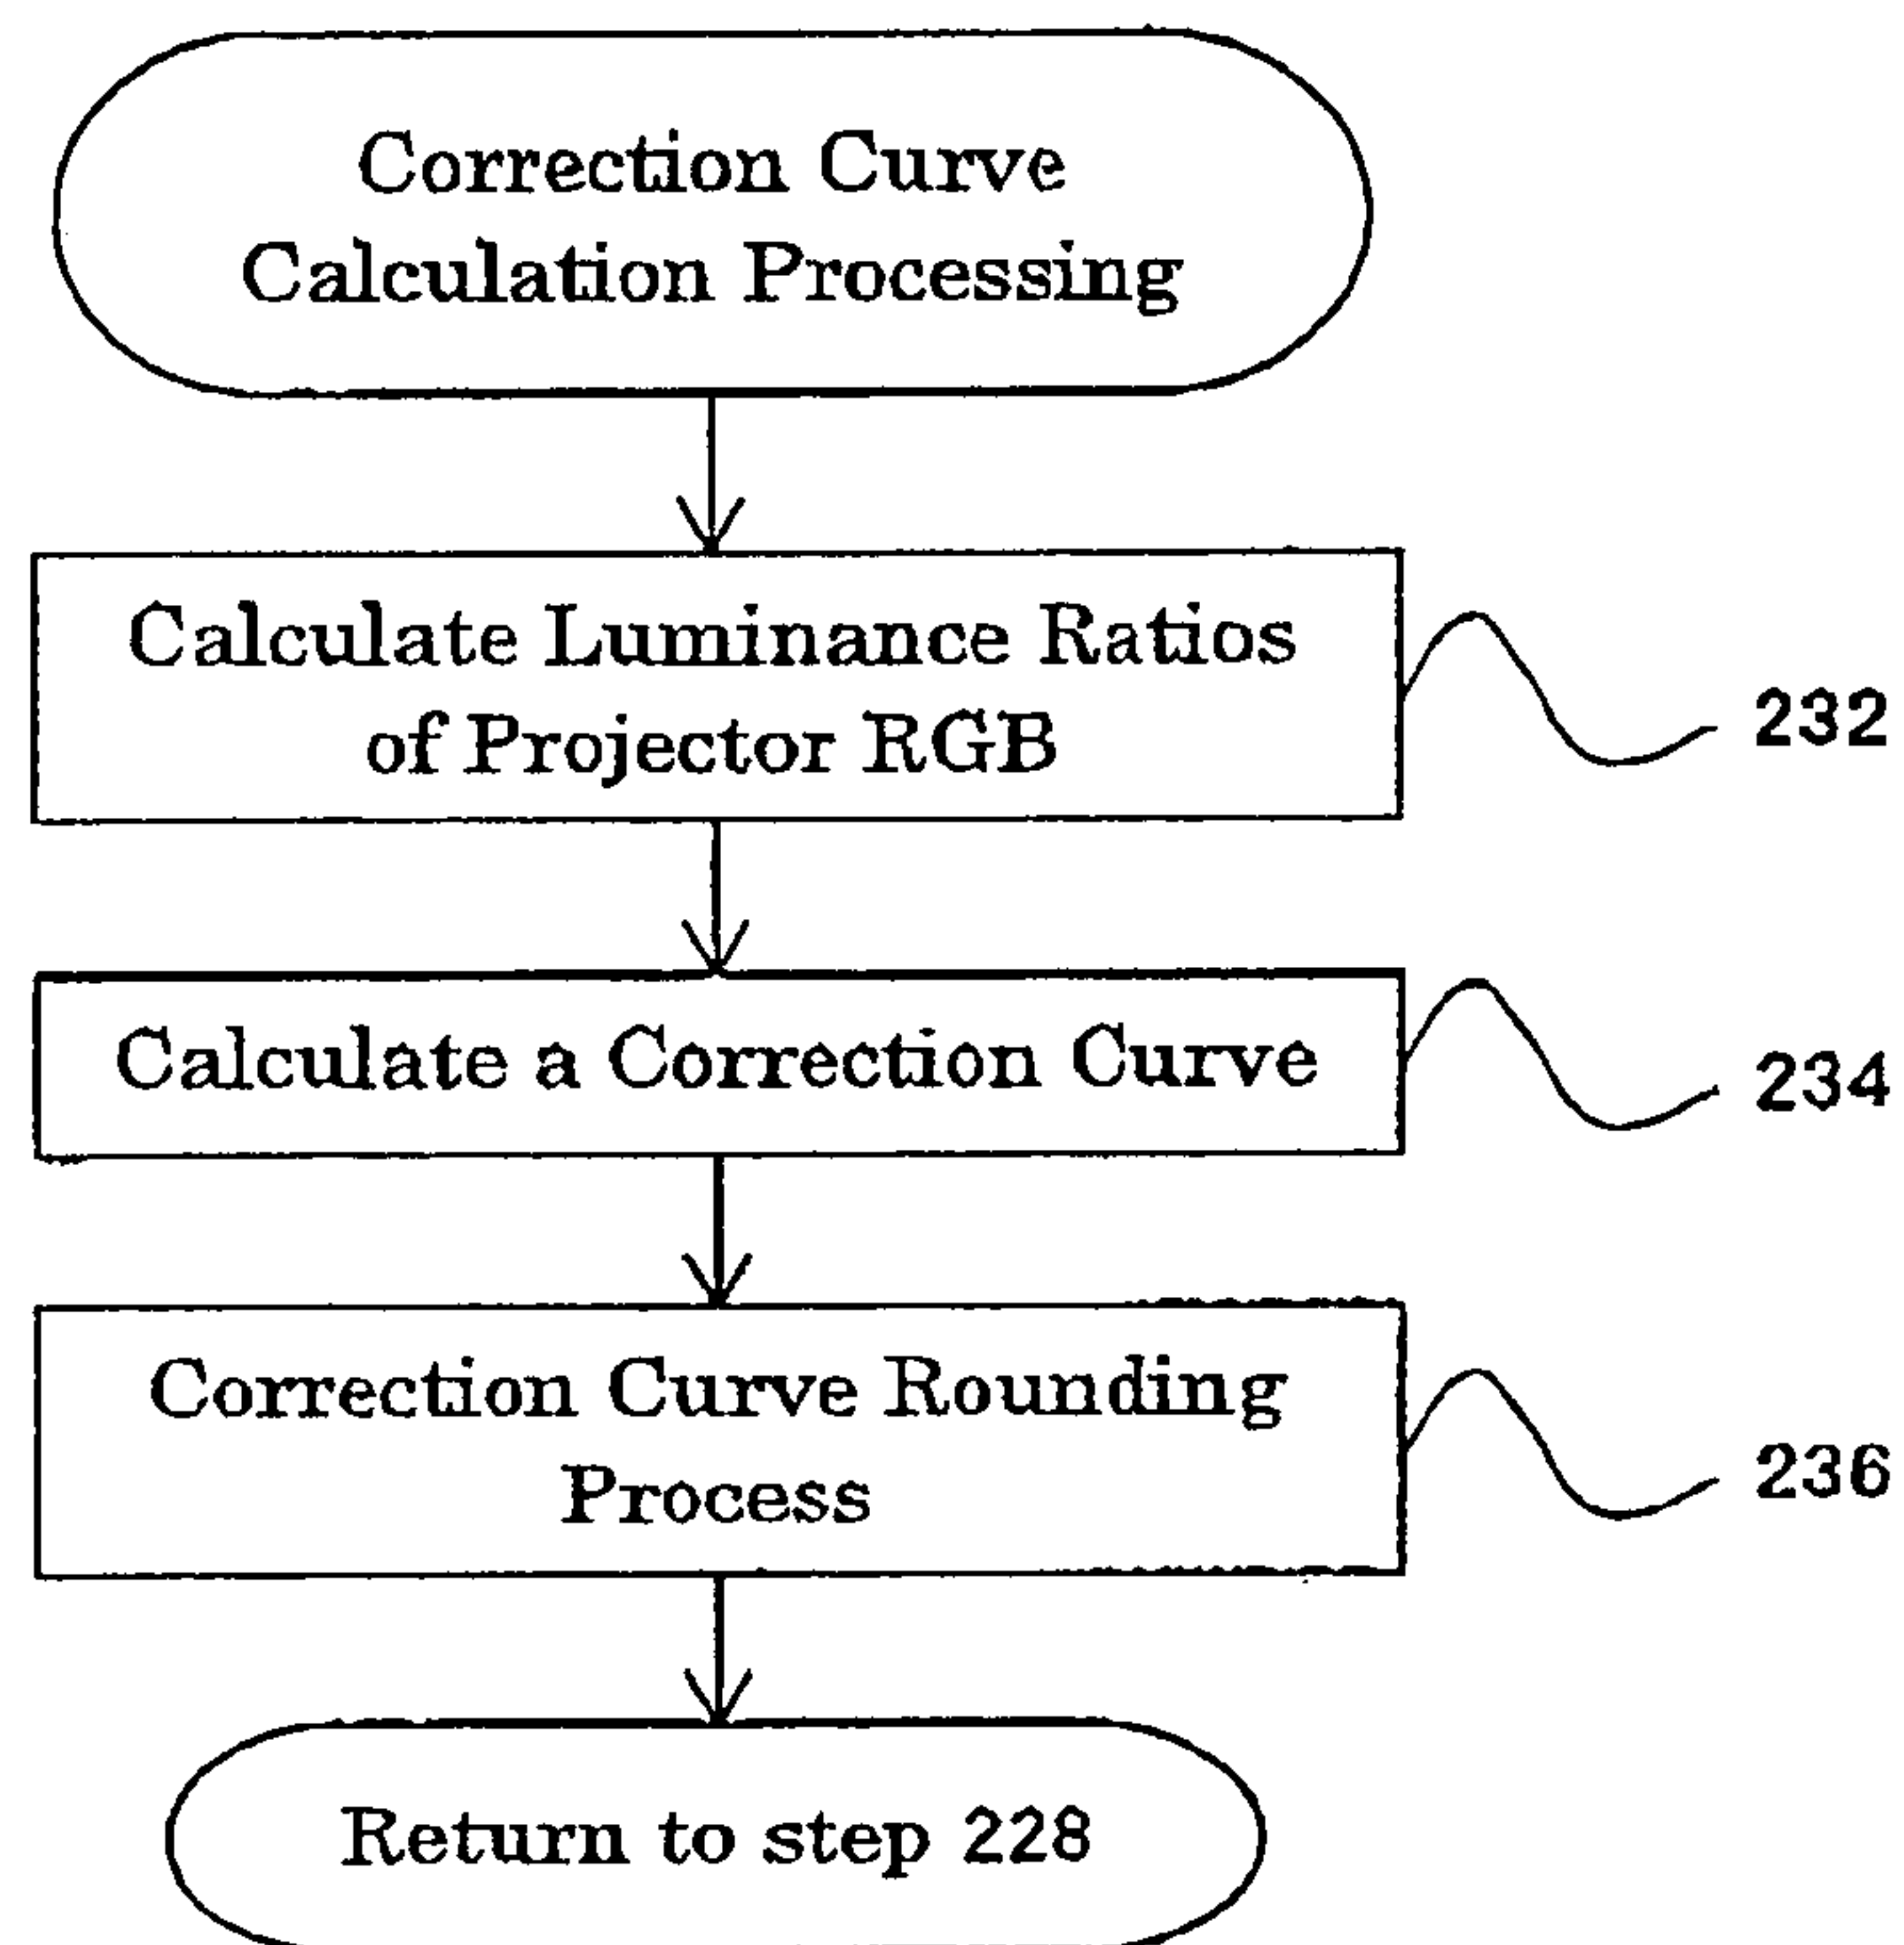 Correction Curve
Calculation Processing
Calculate Luminance Ratios
of Projector RGB
232
Calculate a Correction Curve
234
Correction Curve Rounding
Process
236
Return to step 228